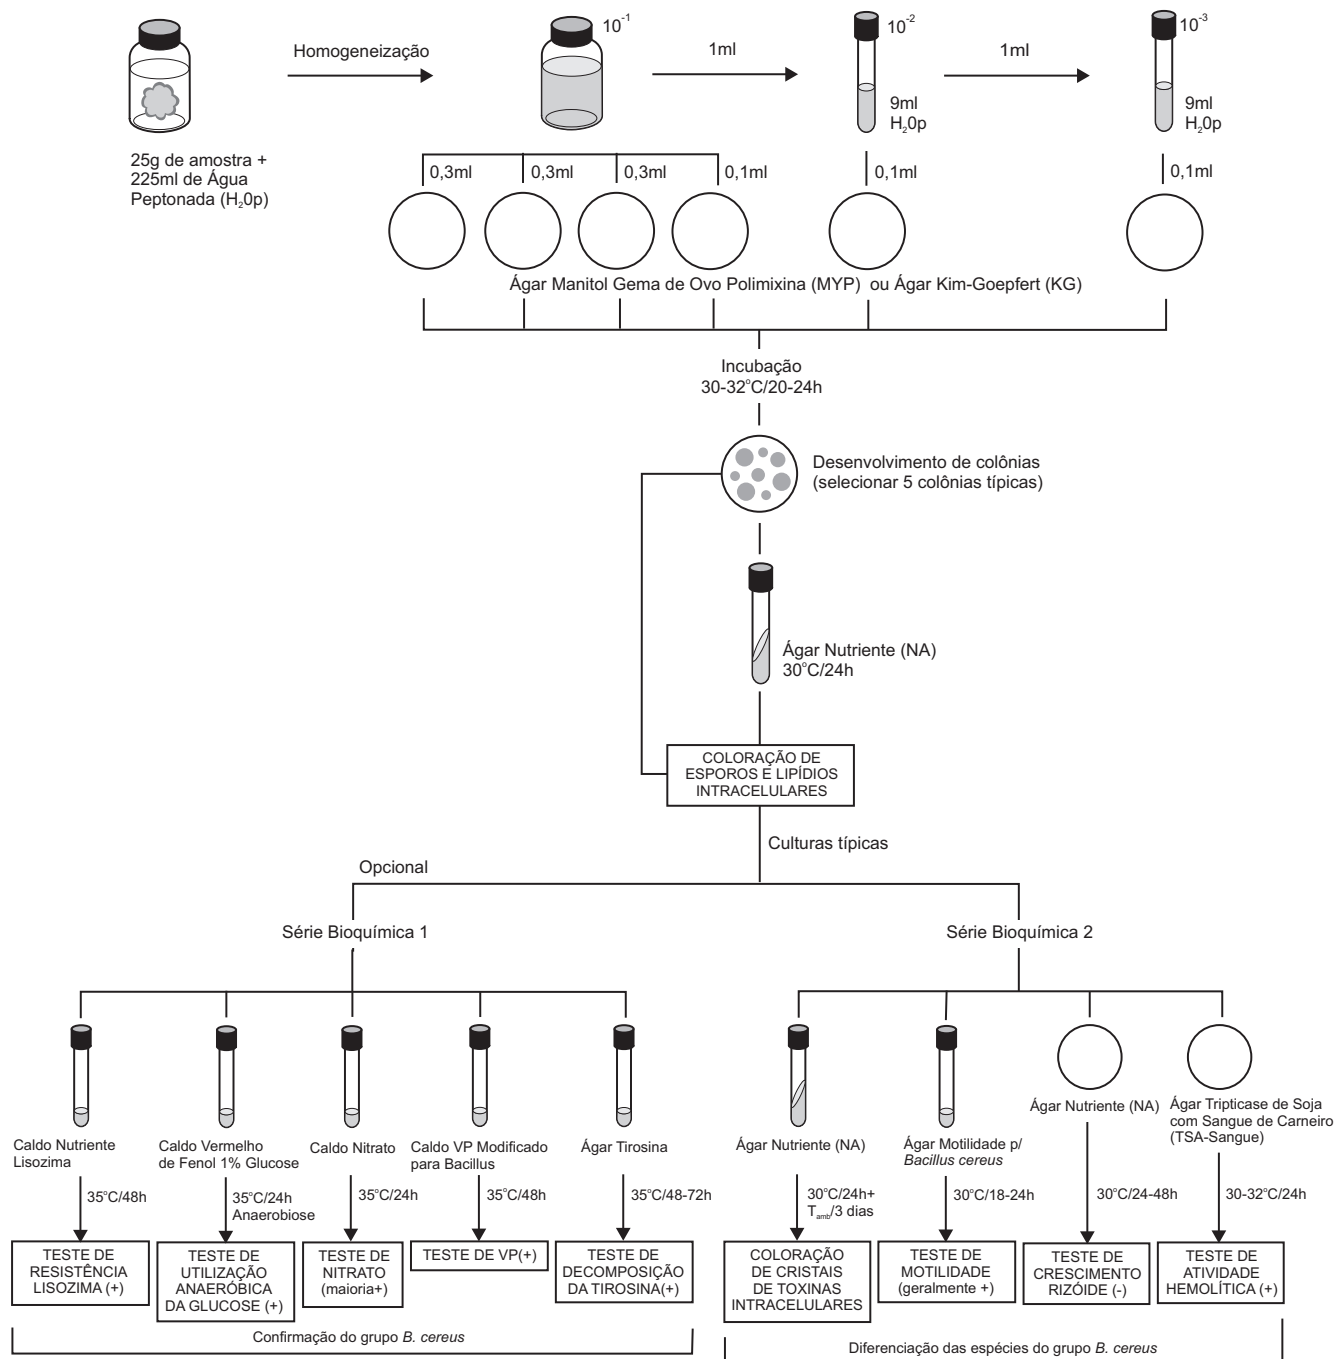 10-1
10-2
10-3
Homogeneização
1ml
1ml
9ml
H20p
9ml
H20p
25g de amostra +
225ml de Água
Peptonada (H20p)
0,3ml
0,3ml
0,3ml
0,1ml
0,1ml
0,1ml
Ágar Manitol Gema de Ovo Polimixina (MYP) ou Ágar Kim-Goepfert (KG)
Incubação
30-32°C/20-24h
Desenvolvimento de colônias
(selecionar 5 colônias típicas)
Ágar Nutriente (NA)
30°C/24h
COLORAÇÃO DE
ESPOROS E LIPÍDIOS
INTRACELULARES
Culturas típicas
Opcional
Série Bioquímica 1
Série Bioquímica 2
Caldo Nutriente
Lisozima
Caldo Vermelho
de Fenol 1% Glucose
Caldo Nitrato
Caldo VP Modificado
para Bacillus
Ágar Tirosina
Ágar Nutriente (NA)
Ágar Motilidade p/
Bacillus cereus
Ágar Nutriente (NA)
Ágar Tripticase de Soja
com Sangue de Carneiro
(TSA-Sangue)
35°C/48h
35°C/24h
Anaerobiose
35°C/24h
35°C/48h
35°C/48-72h
30°C/24h+
Tamb/3 dias
30°C/18-24h
30°C/24-48h
30-32°C/24h
TESTE DE
RESISTÊNCIA
LISOZIMA (+)
TESTE DE
UTILIZAÇÃO
ANAERÓBICA
DA GLUCOSE (+)
TESTE DE
NITRATO
(maioria+)
TESTE DE VP(+)
TESTE DE
DECOMPOSIÇÃO
DA TIROSINA(+)
COLORAÇÃO
DE CRISTAIS
DE TOXINAS
INTRACELULARES
TESTE DE
MOTILIDADE
(geralmente +)
TESTE DE
CRESCIMENTO
RIZÓIDE (-)
TESTE DE
ATIVIDADE
HEMOLÍTICA (+)
Confirmação do grupo B. cereus
Diferenciação das espécies do grupo B. cereus